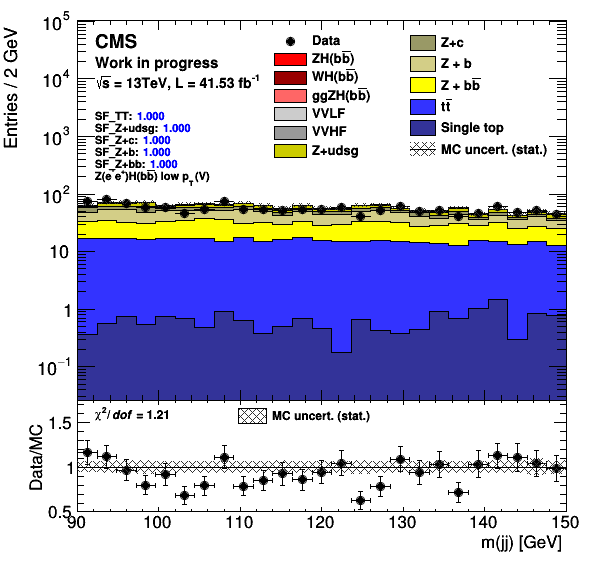 CMS
Work in progress
√s = 13TeV, L = 41.53 fb⁻¹
SF_TT: 1.000
SF_Z+udsg: 1.000
SF_Z+c: 1.000
SF_Z+b: 1.000
SF_Z+bb: 1.000
Z(e⁻e⁺)H(bb̅) low p_T(V)
Data
ZH(bb̅)
WH(bb̅)
ggZH(bb̅)
VVLF
VVHF
Z+udsg
Z+c
Z + b
Z + bb̅
tt̅
Single top
MC uncert. (stat.)
Entries / 2 GeV
10⁵
10⁴
10³
10²
10
1
10⁻¹
χ²/dof = 1.21
MC uncert. (stat.)
Data/MC
1.5
1
0.5
90 100 110 120 130 140 150
m(jj) [GeV]